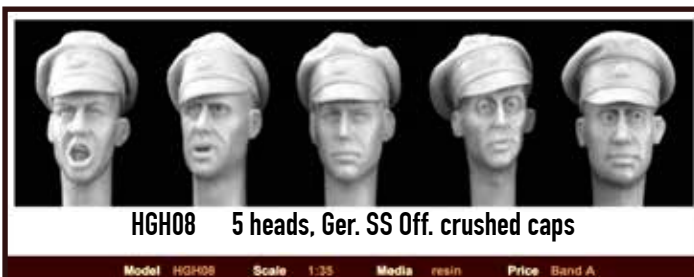 HGH08 5 heads, Ger. SS Off. crushed caps
Model HGH08 Scale 1:35 Media resin Price Band A